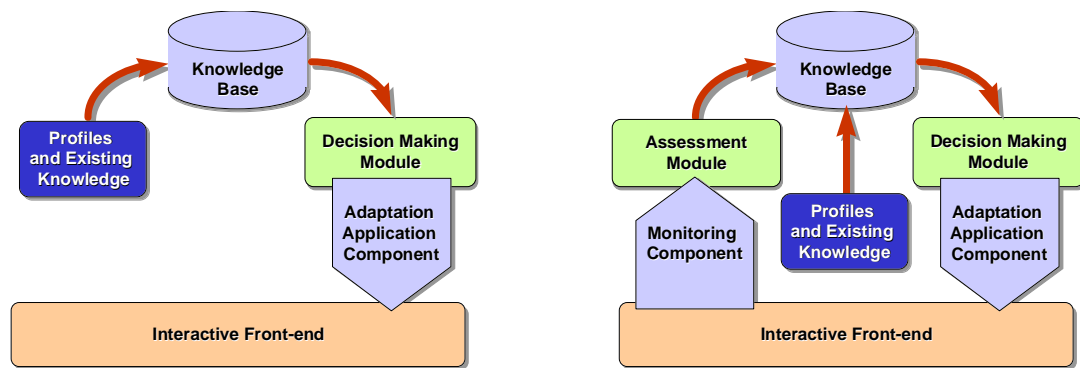 Knowledge
Base
Profiles
and Existing
Knowledge
Decision Making
Module
Adaptation
Application
Component
Interactive Front-end
Knowledge
Base
Assessment
Module
Decision Making
Module
Monitoring
Component
Profiles
and Existing
Knowledge
Adaptation
Application
Component
Interactive Front-end